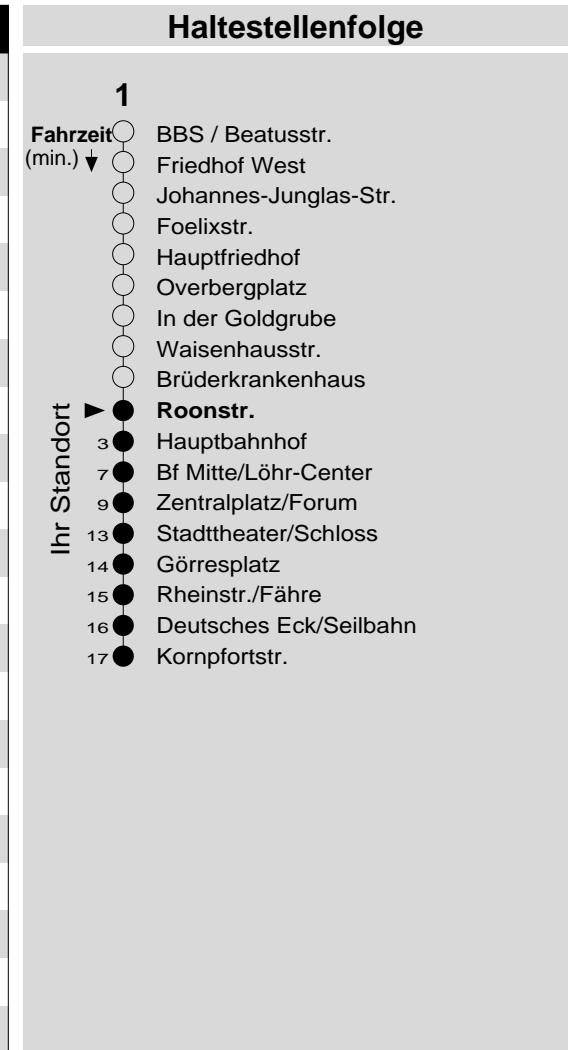 Haltestellenfolge
1
Fahrzeit BBS / Beatusstr.
(min.) Friedhof West
Johannes-Junglas-Str.
Foelixstr.
Hauptfriedhof
Overbergplatz
In der Goldgrube
Waisenhausstr.
Brüderkrankenhaus
Ihr Standort
Roonstr.
3 Hauptbahnhof
7 Bf Mitte/Löhr-Center
9 Zentralplatz/Forum
13 Stadttheater/Schloss
14 Görresplatz
15 Rheinstr./Fähre
16 Deutsches Eck/Seilbahn
17 Kornpfortstr.